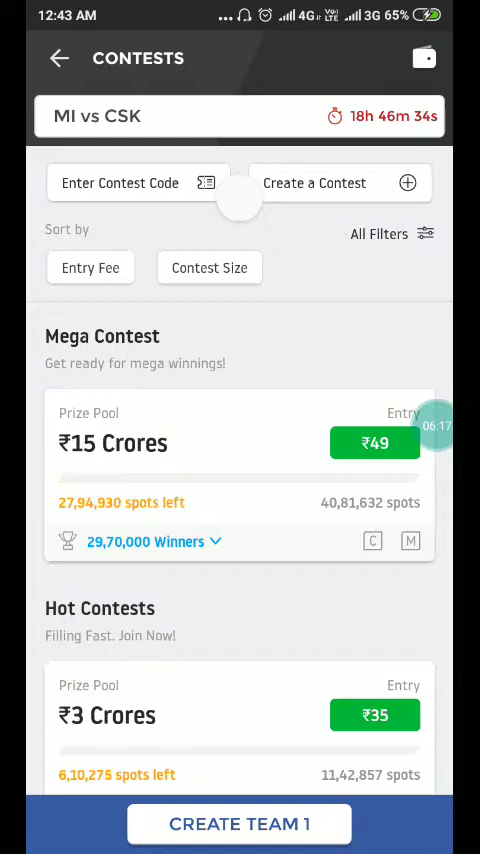 12:43 AM ... 4G VoD LTE 3G 65%
CONTESTS
MI vs CSK 18h 46m 34s
Enter Contest Code Create a Contest
Sort by
All Filters
Entry Fee Contest Size
Mega Contest
Get ready for mega winnings!
Prize Pool Entry
₹15 Crores ₹49
06:17
27,94,930 spots left 40,81,632 spots
29,70,000 Winners C M
Hot Contests
Filling Fast. Join Now!
Prize Pool Entry
₹3 Crores ₹35
6,10,275 spots left 11,42,857 spots
CREATE TEAM 1